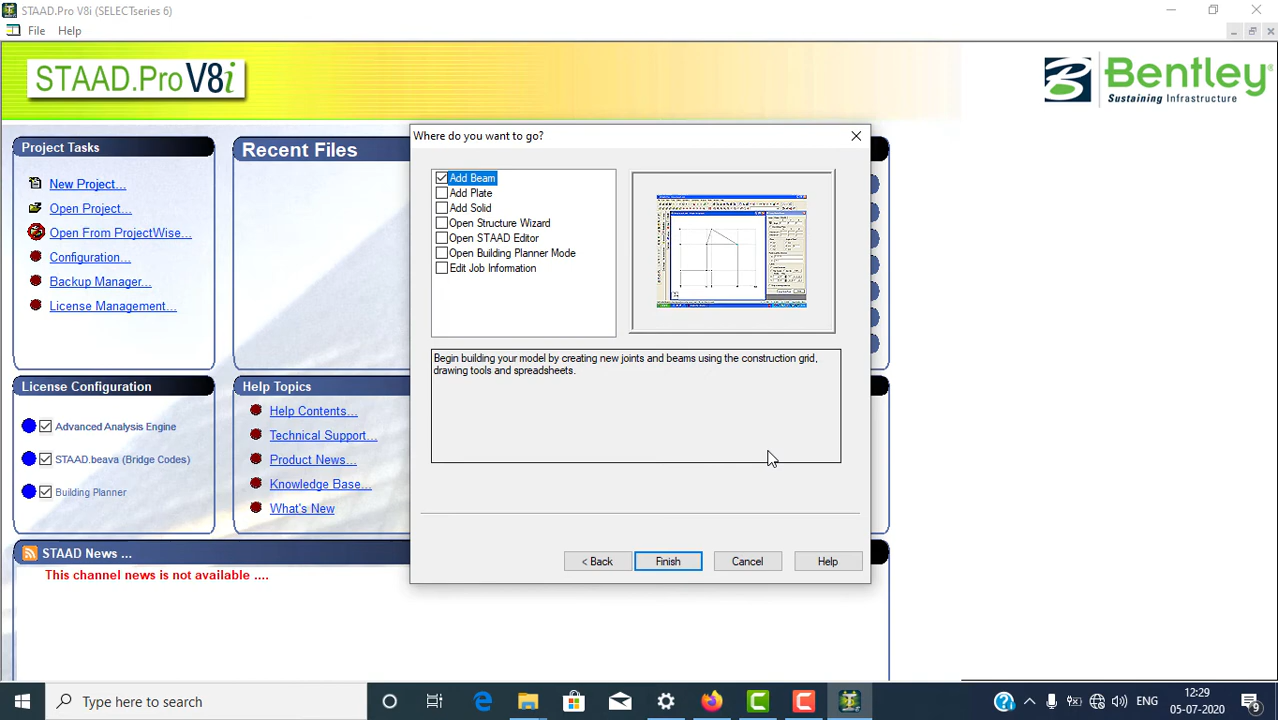 STAAD.Pro V8i (SELECTseries 6)
File Help
STAAD.Pro V8i
Bentley
Sustaining Infrastructure
Project Tasks
New Project...
Open Project...
Open From ProjectWise...
Configuration...
Backup Manager...
License Management...
Recent Files
License Configuration
Advanced Analysis Engine
STAAD.beava (Bridge Codes)
Building Planner
Help Topics
Help Contents...
Technical Support...
Product News...
Knowledge Base...
What's New
STAAD News ...
This channel news is not available ....
Where do you want to go?
Add Beam
Add Plate
Add Solid
Open Structure Wizard
Open STAAD Editor
Open Building Planner Mode
Edit Job Information
Begin building your model by creating new joints and beams using the construction grid,
drawing tools and spreadsheets.
< Back Finish Cancel Help
Type here to search
ENG
12:29
05-07-2020
9